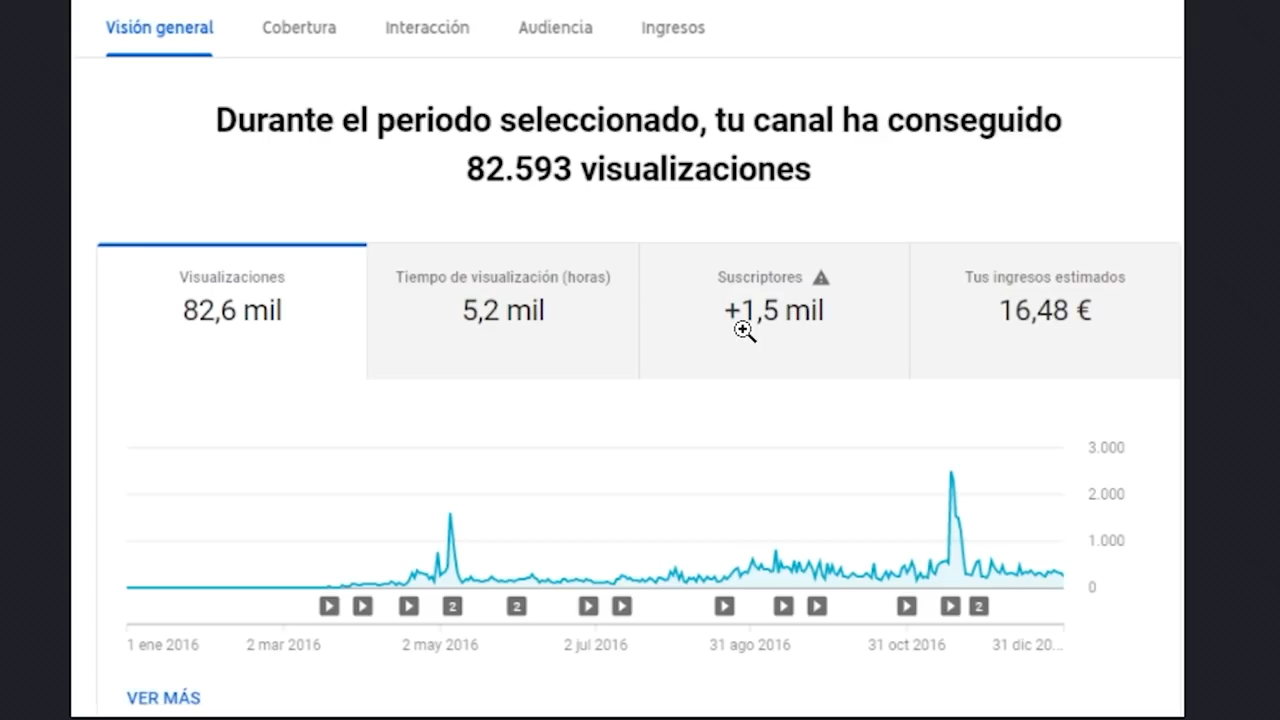 Visión general Cobertura Interacción Audiencia Ingresos
Durante el periodo seleccionado, tu canal ha conseguido
82.593 visualizaciones
Visualizaciones Tiempo de visualización (horas) Suscriptores Tus ingresos estimados
82,6 mil 5,2 mil +1,5 mil 16,48 €
3.000
2.000
1.000
0
2 2 2
1 ene 2016 2 mar 2016 2 may 2016 2 jul 2016 31 ago 2016 31 oct 2016 31 dic 20...
VER MÁS